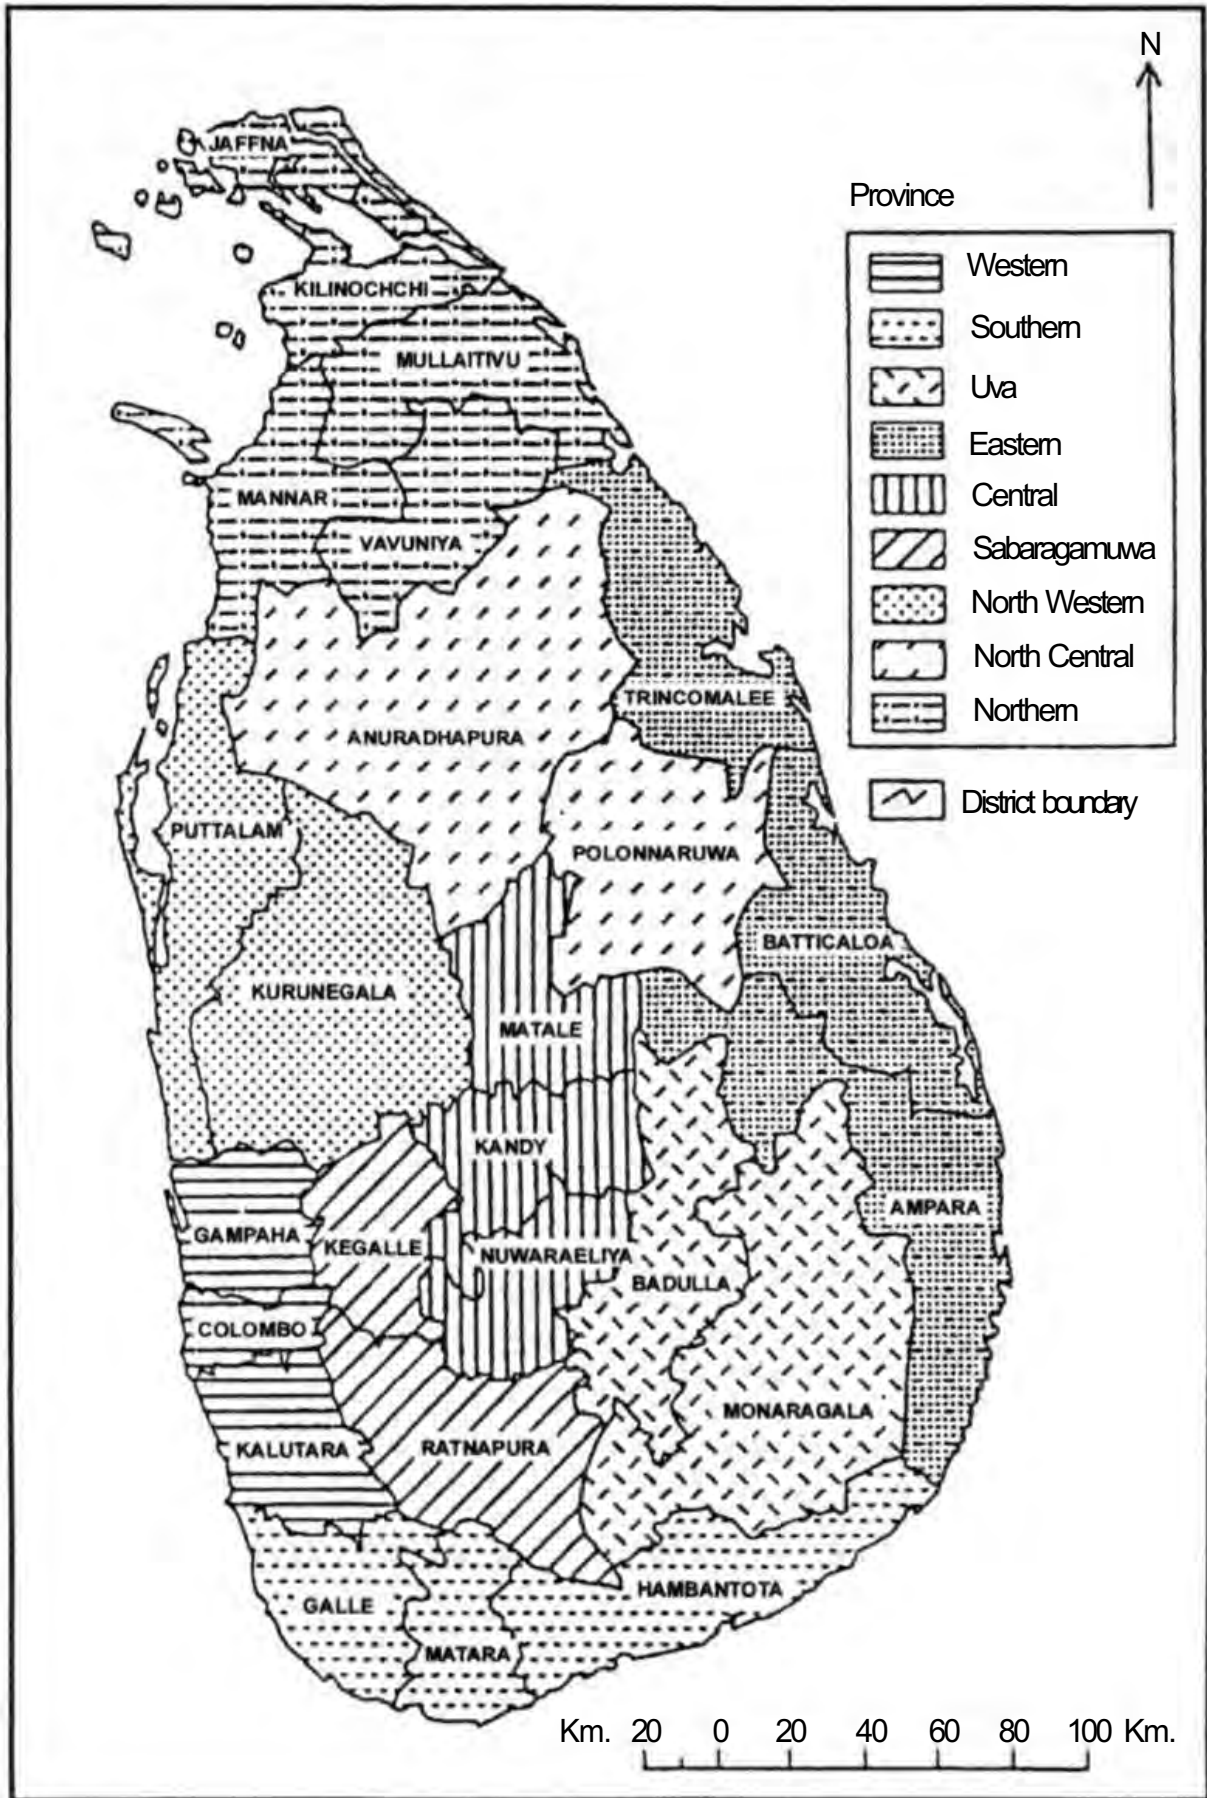 N
JAFFNA
Province
Western
KILINOCHCHI
Southern
MULLAITIVU
Uva
Eastern
MANNAR
Central
VAVUNIYA
Sabaragamuwa
North Western
North Central
TRINCOMALEE
Northern
ANURADHAPURA
District boundary
PUTTALAM
POLONNARUWA
BATTICALOA
KURUNEGALA
MATALE
KANDY
AMPARA
GAMPAHA
KEGALLE
NUWARAELIYA
BADULLA
COLOMBO
MONARAGALA
KALUTARA
RATNAPURA
HAMBANTOTA
GALLE
MATARA
Km. 20 0 20 40 60 80 100 Km.